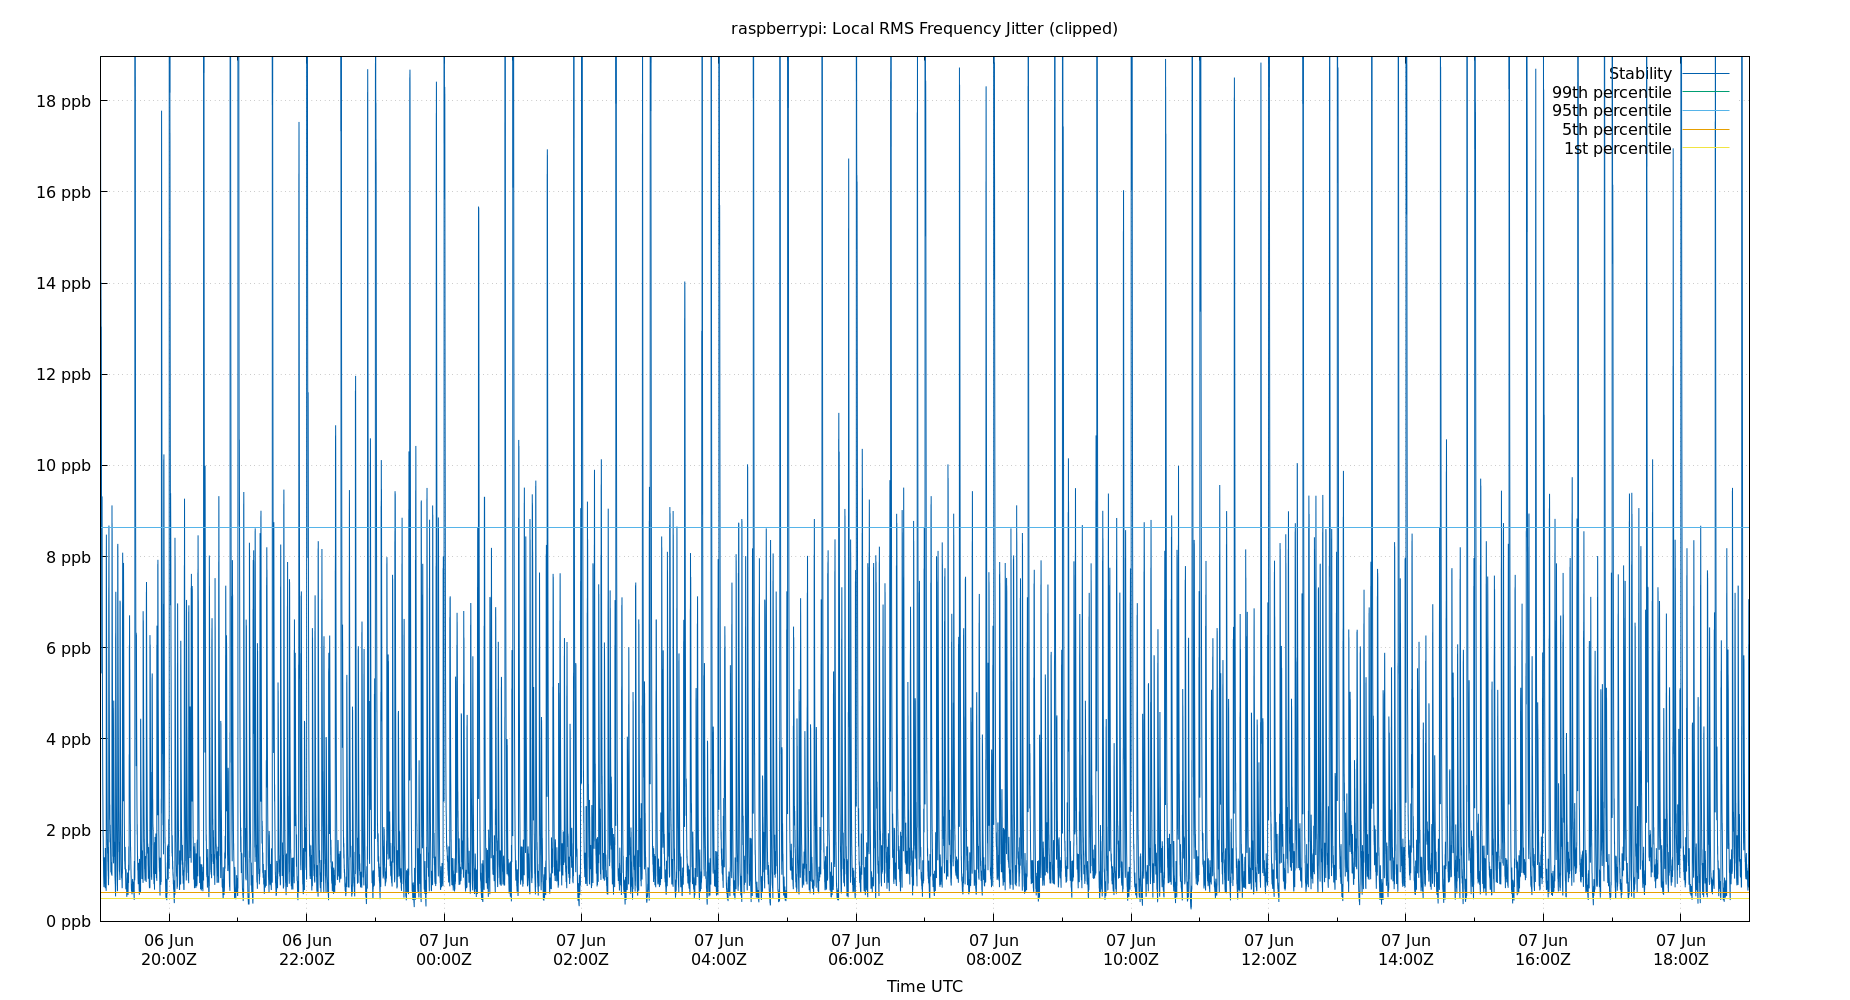 raspberrypi: Local RMS Frequency Jitter (clipped)
Stability
99th percentile
95th percentile
5th percentile
1st percentile
18 ppb
16 ppb
14 ppb
12 ppb
10 ppb
8 ppb
6 ppb
4 ppb
2 ppb
0 ppb
06 Jun 06 Jun 07 Jun 07 Jun 07 Jun 07 Jun 07 Jun 07 Jun 07 Jun 07 Jun 07 Jun 07 Jun
20:00Z 22:00Z 00:00Z 02:00Z 04:00Z 06:00Z 08:00Z 10:00Z 12:00Z 14:00Z 16:00Z 18:00Z
Time UTC